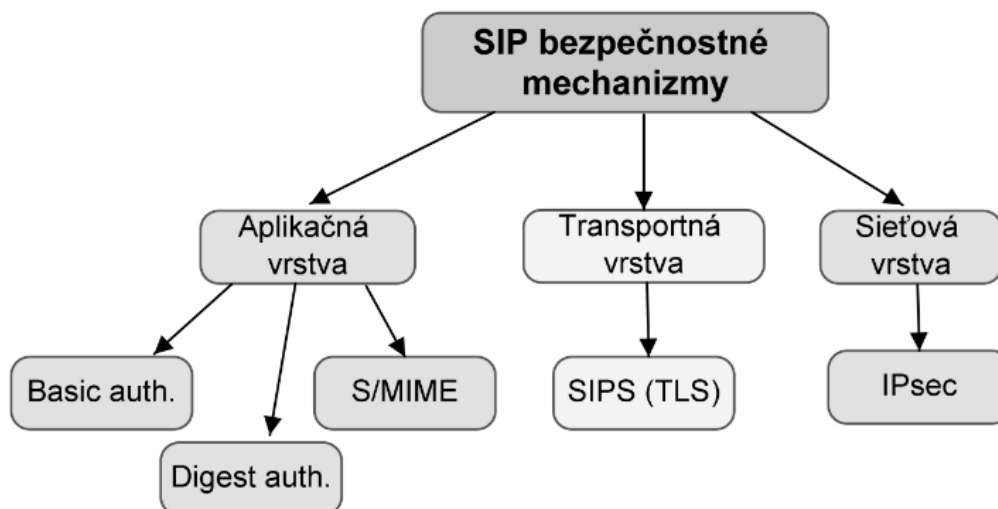 SIP bezpečnostné
mechanizmy
Aplikačná
vrstva
Transportná
vrstva
Sieťová
vrstva
Basic auth.
S/MIME
SIPS (TLS)
IPsec
Digest auth.